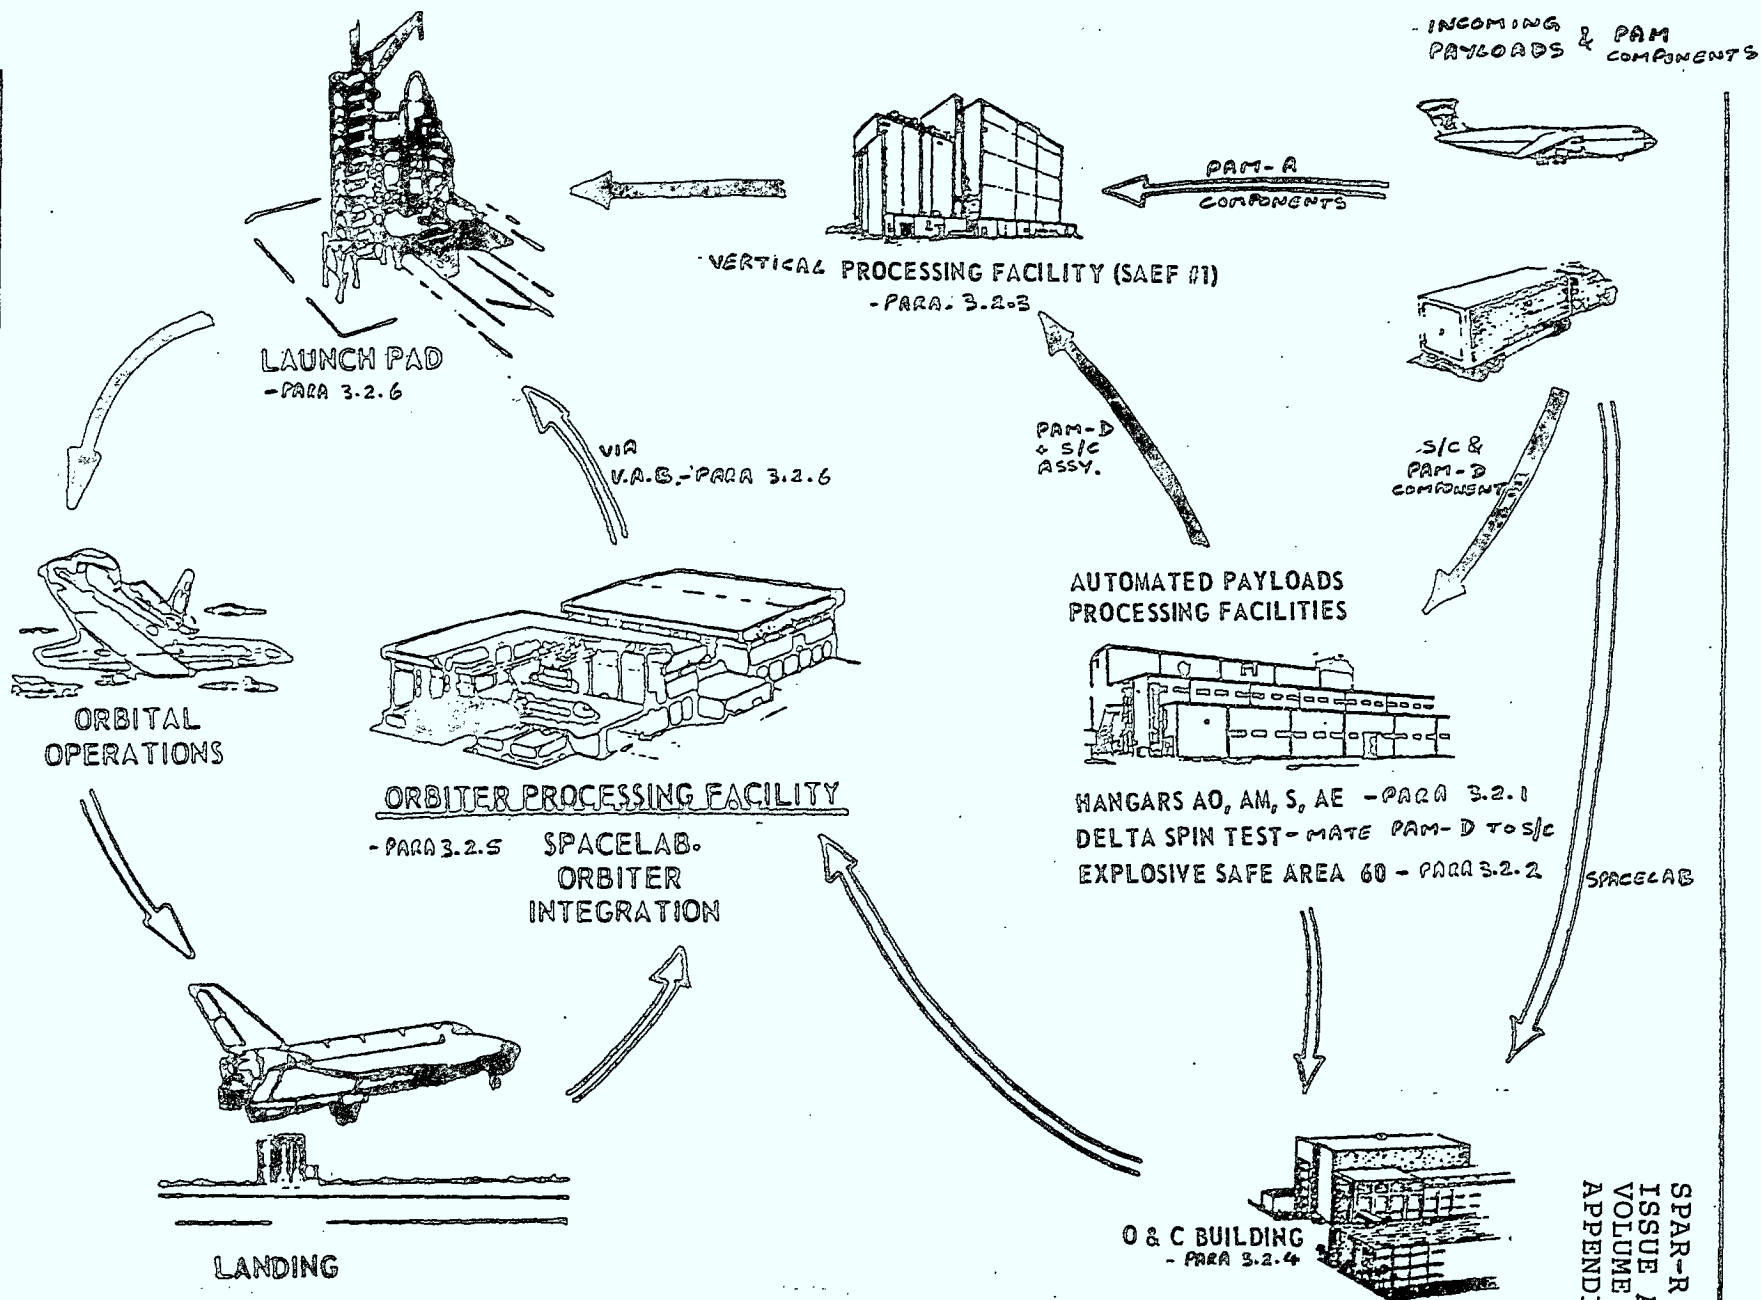 - INCOMING PAYLOADS & PAM COMPONENTS
PAM-A
COMPONENTS
VERTICAL PROCESSING FACILITY (SAEF #1)
- PARA. 3.2.3
LAUNCH PAD
- PARA 3.2.6
VIA
V.A.B. - PARA 3.2.6
PAM-D
& S/C
ASSY.
S/C &
PAM-D
COMPONENT
AUTOMATED PAYLOADS
PROCESSING FACILITIES
ORBITAL
OPERATIONS
ORBITER PROCESSING FACILITY
- PARA 3.2.5
SPACELAB.
ORBITER
INTEGRATION
HANGARS AO, AM, S, AE - PARA 3.2.1
DELTA SPIN TEST - MATE PAM-D TO S/C
EXPLOSIVE SAFE AREA 60 - PARA 3.2.2
SPACELAB
O & C BUILDING
- PARA 3.2.4
LANDING
SPAR-R
ISSUE
VOLUME
APPEND